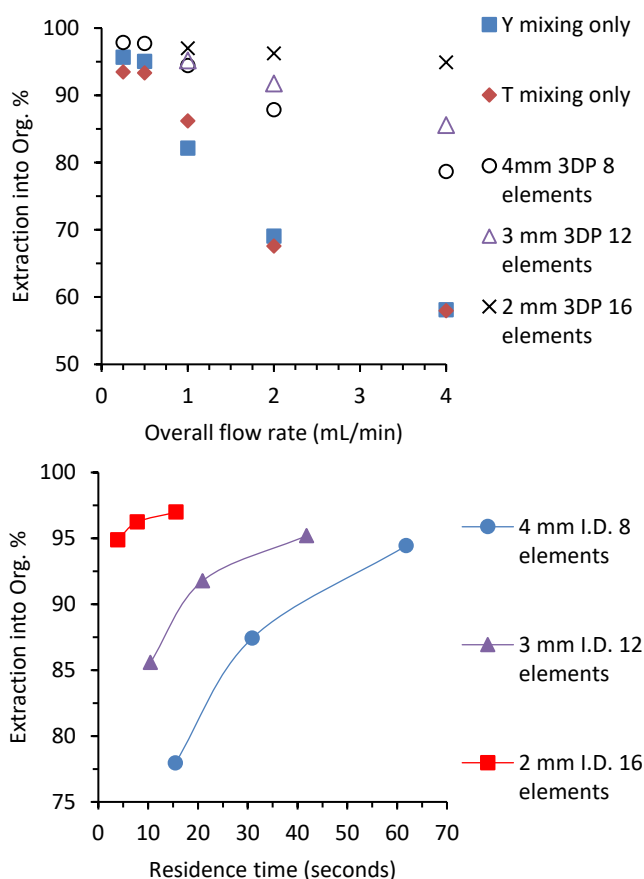 100
90
80
70
60
50
0
1
2
3
4
Extraction into Org. %
Overall flow rate (mL/min)
Y mixing only
T mixing only
4mm 3DP 8
elements
3 mm 3DP 12
elements
2 mm 3DP 16
elements
100
95
90
85
80
75
0
10
20
30
40
50
60
70
Extraction into Org. %
Residence time (seconds)
4 mm I.D. 8
elements
3 mm I.D. 12
elements
2 mm I.D. 16
elements